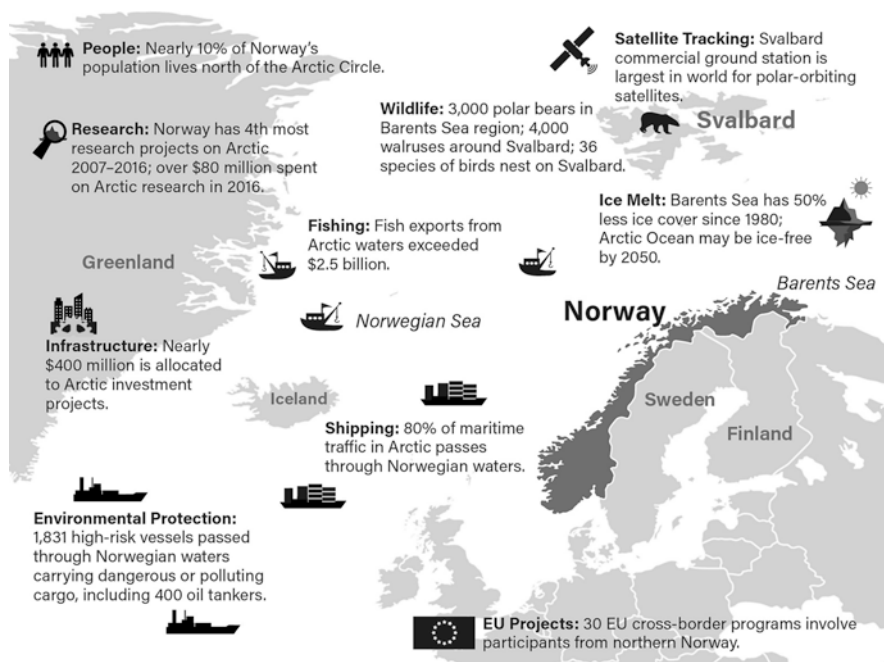 People: Nearly 10% of Norway's
population lives north of the Arctic Circle.
Satellite Tracking: Svalbard
commercial ground station is
largest in world for polar-orbiting
satellites.
Research: Norway has 4th most
research projects on Arctic
2007–2016; over $80 million spent
on Arctic research in 2016.
Wildlife: 3,000 polar bears in
Barents Sea region; 4,000
walruses around Svalbard; 36
species of birds nest on Svalbard.
Svalbard
Ice Melt: Barents Sea has 50%
less ice cover since 1980;
Arctic Ocean may be ice-free
by 2050.
Fishing: Fish exports from
Arctic waters exceeded
$2.5 billion.
Greenland
Barents Sea
Norway
Norwegian Sea
Infrastructure: Nearly
$400 million is allocated
to Arctic investment
projects.
Iceland
Sweden
Finland
Shipping: 80% of maritime
traffic in Arctic passes
through Norwegian waters.
Environmental Protection:
1,831 high-risk vessels passed
through Norwegian waters
carrying dangerous or polluting
cargo, including 400 oil tankers.
EU Projects: 30 EU cross-border programs involve
participants from northern Norway.